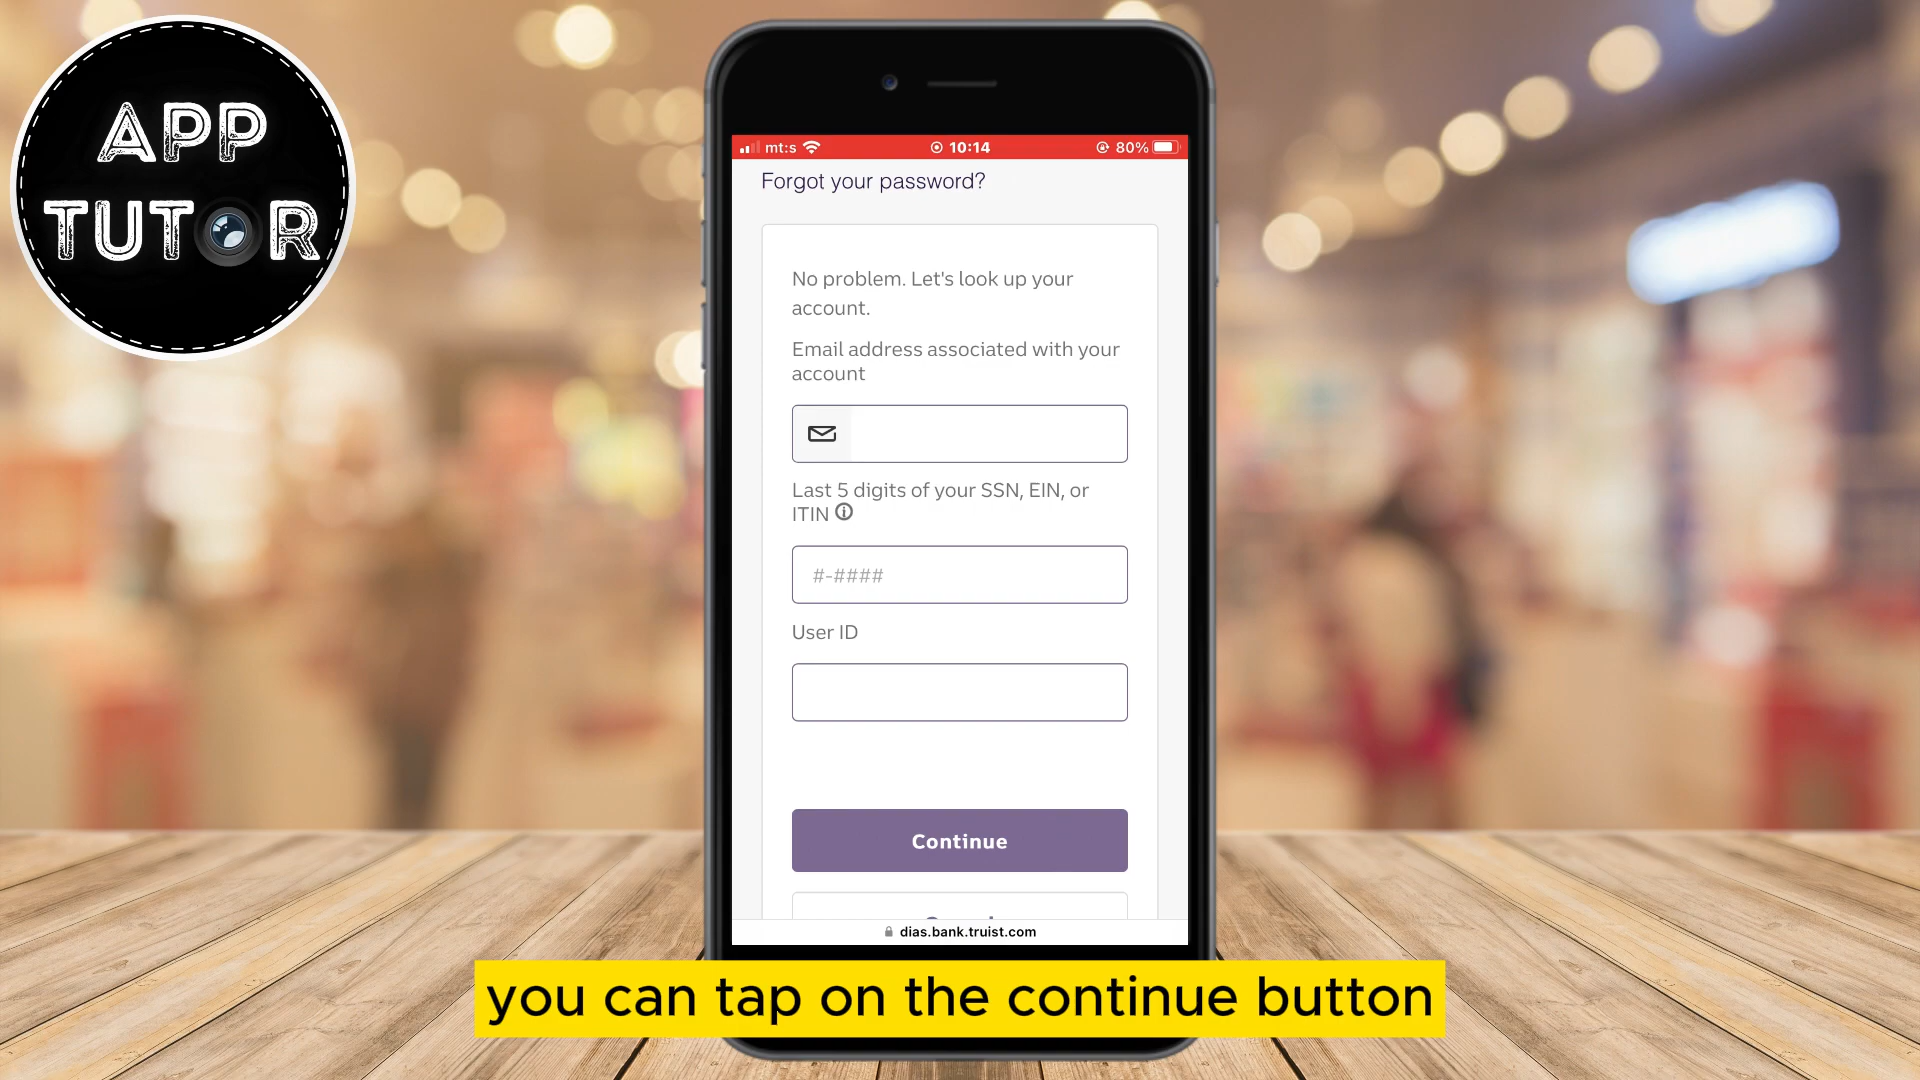 APP
TUTOR
mt:s
10:14
80%
Forgot your password?
No problem. Let's look up your
account.
Email address associated with your
account
Last 5 digits of your SSN, EIN, or
ITIN
#-####
User ID
Continue
dias.bank.truist.com
you can tap on the continue button